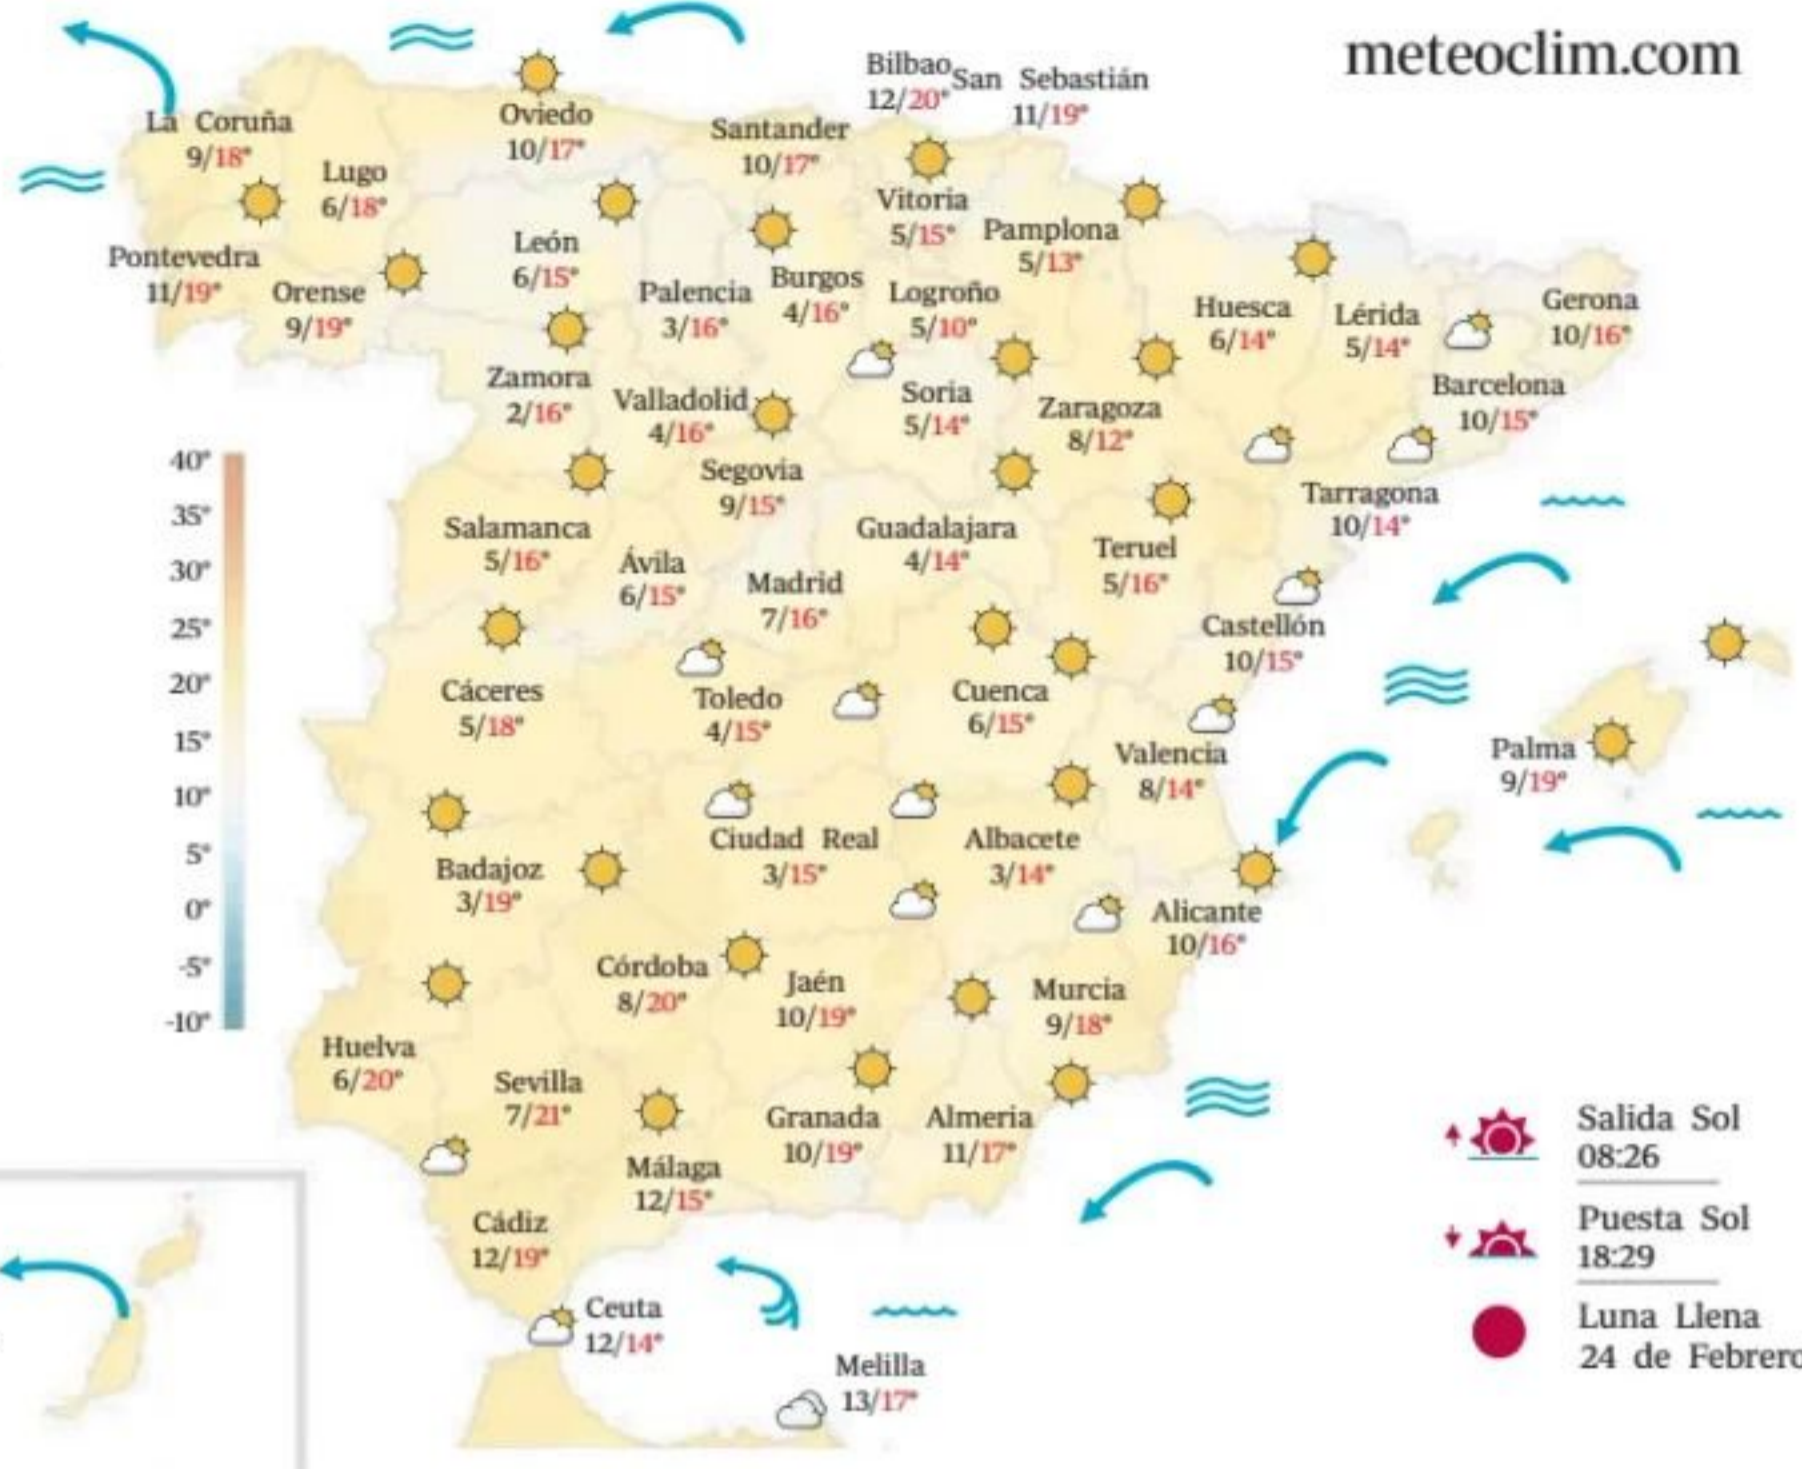 meteoclim.com
Bilbao
12/20°
San Sebastián
11/19°
La Coruña
9/18°
Oviedo
10/17°
Santander
10/17°
Lugo
6/18°
Vitoria
5/15°
Pamplona
5/13°
León
6/15°
Pontevedra
11/19°
Orense
9/19°
Palencia
3/16°
Burgos
4/16°
Logroño
5/10°
Huesca
6/14°
Lérida
5/14°
Gerona
10/16°
Zamora
2/16°
Valladolid
4/16°
Soria
5/14°
Zaragoza
8/12°
Barcelona
10/15°
Segovia
9/15°
Tarragona
10/14°
Salamanca
5/16°
Ávila
6/15°
Madrid
7/16°
Guadalajara
4/14°
Teruel
5/16°
Castellón
10/15°
Cáceres
5/18°
Toledo
4/15°
Cuenca
6/15°
Valencia
8/14°
Palma
9/19°
Badajoz
3/19°
Ciudad Real
3/15°
Albacete
3/14°
Alicante
10/16°
Córdoba
8/20°
Jaén
10/19°
Murcia
9/18°
Huelva
6/20°
Sevilla
7/21°
Granada
10/19°
Almeria
11/17°
Málaga
12/15°
Cádiz
12/19°
Ceuta
12/14°
Melilla
13/17°
40°
35°
30°
25°
20°
15°
10°
5°
0°
-5°
-10°
Salida Sol
08:26
Puesta Sol
18:29
Luna Llena
24 de Febrero